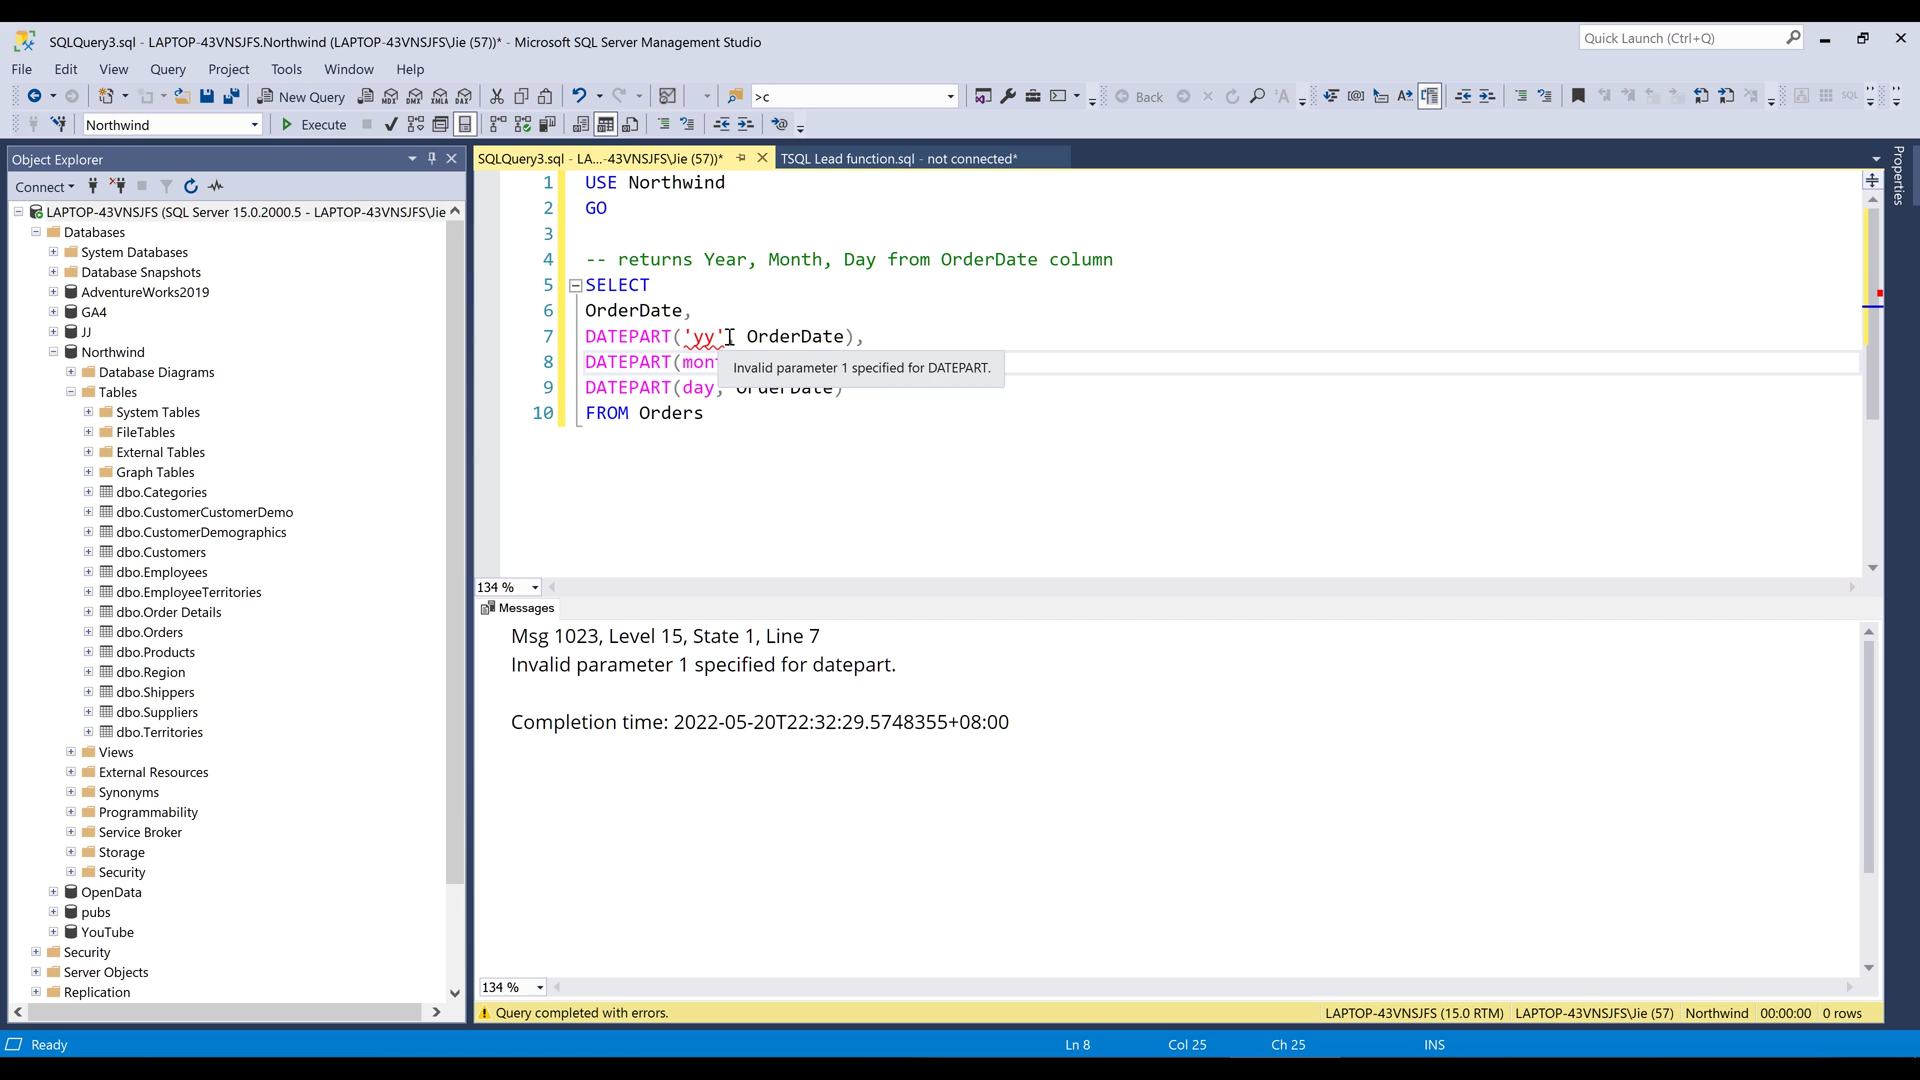 SQLQuery3.sql - LAPTOP-43VNSJFS.Northwind (LAPTOP-43VNSJFS\Jie (57))* - Microsoft SQL Server Management Studio
Quick Launch (Ctrl+Q)
File Edit View Query Project Tools Window Help
New Query MDX DMX XMLA DAX >c Back
Northwind Execute
Object Explorer
Connect
LAPTOP-43VNSJFS (SQL Server 15.0.2000.5 - LAPTOP-43VNSJFS\Jie
Databases
System Databases
Database Snapshots
AdventureWorks2019
GA4
JJ
Northwind
Database Diagrams
Tables
System Tables
FileTables
External Tables
Graph Tables
dbo.Categories
dbo.CustomerCustomerDemo
dbo.CustomerDemographics
dbo.Customers
dbo.Employees
dbo.EmployeeTerritories
dbo.Order Details
dbo.Orders
dbo.Products
dbo.Region
dbo.Shippers
dbo.Suppliers
dbo.Territories
Views
External Resources
Synonyms
Programmability
Service Broker
Storage
Security
OpenData
pubs
YouTube
Security
Server Objects
Replication
SQLQuery3.sql - LA...-43VNSJFS\Jie (57))* TSQL Lead function.sql - not connected*
Properties
1 USE Northwind
2 GO
3
4 -- returns Year, Month, Day from OrderDate column
5 SELECT
6 OrderDate,
7 DATEPART('yy' OrderDate),
8 DATEPART(mon
Invalid parameter 1 specified for DATEPART.
9 DATEPART(day, OrderDate)
10 FROM Orders
134 %
Messages
Msg 1023, Level 15, State 1, Line 7
Invalid parameter 1 specified for datepart.
Completion time: 2022-05-20T22:32:29.5748355+08:00
134 %
Query completed with errors. LAPTOP-43VNSJFS (15.0 RTM) LAPTOP-43VNSJFS\Jie (57) Northwind 00:00:00 0 rows
Ready Ln 8 Col 25 Ch 25 INS